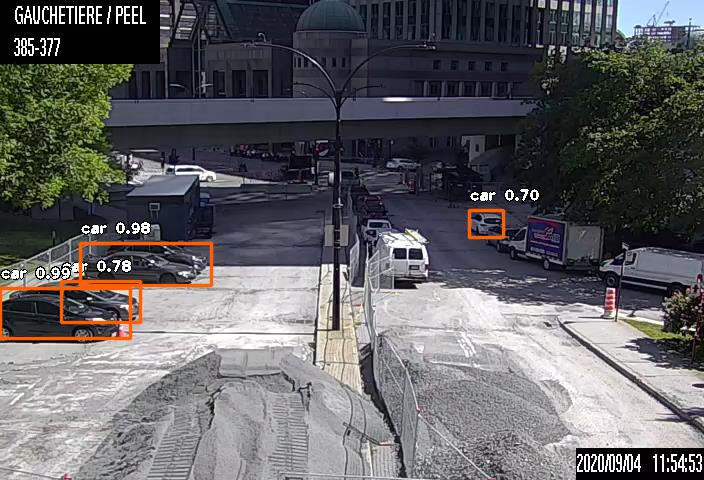 GAUCHETIERE / PEEL
385-377
car 0.70
car 0.98
car 0.99
car 0.78
2020/09/04 11:54:53